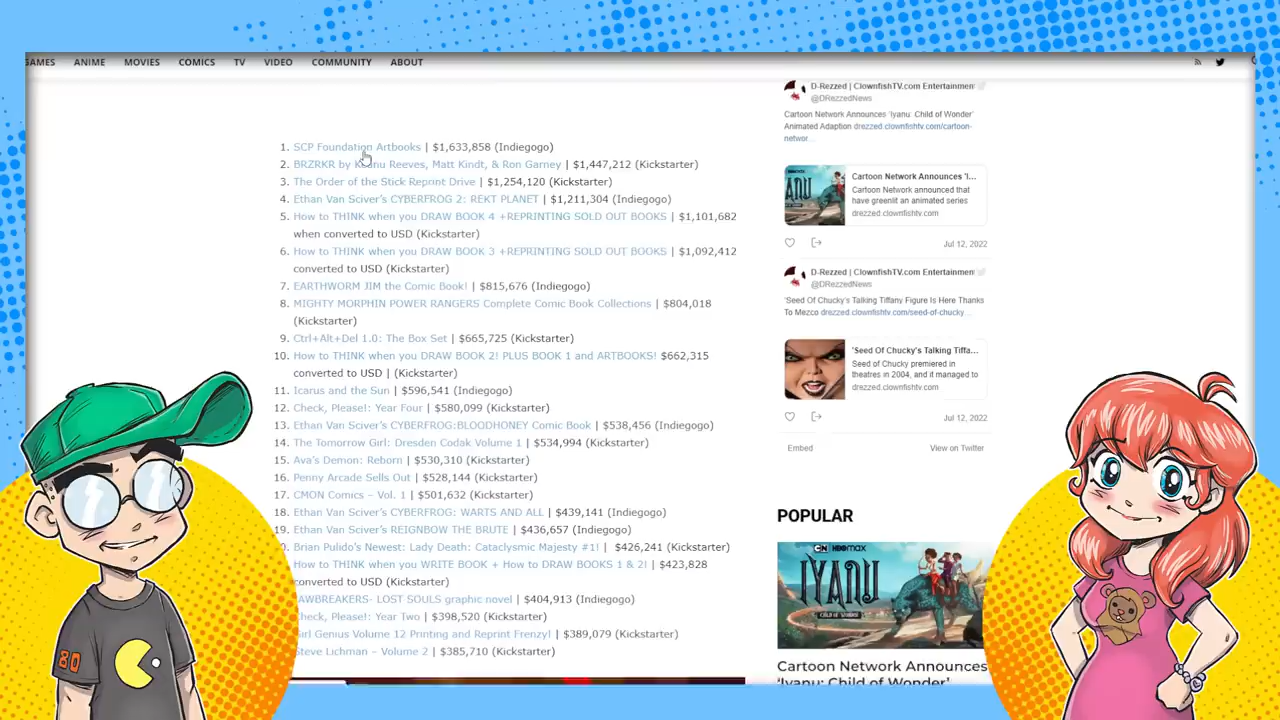 GAMES ANIME MOVIES COMICS TV VIDEO COMMUNITY ABOUT
1. SCP Foundation Artbooks | $1,633,858 (Indiegogo)
2. BRZRKR by Keanu Reeves, Matt Kindt, & Ron Garney | $1,447,212 (Kickstarter)
3. The Order of the Stick Reprint Drive | $1,254,120 (Kickstarter)
4. Ethan Van Sciver's CYBERFROG 2: REKT PLANET | $1,211,304 (Indiegogo)
5. How to THINK when you DRAW BOOK 4 +REPRINTING SOLD OUT BOOKS | $1,101,682
when converted to USD (Kickstarter)
6. How to THINK when you DRAW BOOK 3 +REPRINTING SOLD OUT BOOKS | $1,092,412
converted to USD (Kickstarter)
7. EARTHWORM JIM the Comic Book! | $815,676 (Indiegogo)
8. MIGHTY MORPHIN POWER RANGERS Complete Comic Book Collections | $804,018
(Kickstarter)
9. Ctrl+Alt+Del 1.0: The Box Set | $665,725 (Kickstarter)
10. How to THINK when you DRAW BOOK 2! PLUS BOOK 1 and ARTBOOKS! $662,315
converted to USD | (Kickstarter)
11. Icarus and the Sun | $596,541 (Indiegogo)
12. Check, Please!: Year Four | $580,099 (Kickstarter)
13. Ethan Van Sciver's CYBERFROG:BLOODHONEY Comic Book | $538,456 (Indiegogo)
14. The Tomorrow Girl: Dresden Codak Volume 1 | $534,994 (Kickstarter)
15. Ava's Demon: Reborn | $530,310 (Kickstarter)
16. Penny Arcade Sells Out | $528,144 (Kickstarter)
17. CMON Comics – Vol. 1 | $501,632 (Kickstarter)
18. Ethan Van Sciver's CYBERFROG: WARTS AND ALL | $439,141 (Indiegogo)
19. Ethan Van Sciver's REIGNBOW THE BRUTE | $436,657 (Indiegogo)
0. Brian Pulido's Newest: Lady Death: Cataclysmic Majesty #1! | $426,241 (Kickstarter)
How to THINK when you WRITE BOOK + How to DRAW BOOKS 1 & 2! | $423,828
converted to USD (Kickstarter)
JAWBREAKERS- LOST SOULS graphic novel | $404,913 (Indiegogo)
Check, Please!: Year Two | $398,520 (Kickstarter)
Girl Genius Volume 12 Printing and Reprint Frenzy! | $389,079 (Kickstarter)
Steve Lichman – Volume 2 | $385,710 (Kickstarter)
D-Rezzed | ClownfishTV.com Entertainmen
@DRezzedNews
Cartoon Network Announces 'Iyanu: Child of Wonder'
Animated Adaption drezzed.clownfishtv.com/cartoon-
networ...
IYANU
Cartoon Network Announces 'I...
Cartoon Network announced that
have greenlit an animated series
drezzed.clownfishtv.com
Jul 12, 2022
D-Rezzed | ClownfishTV.com Entertainmen
@DRezzedNews
'Seed Of Chucky's Talking Tiffany Figure Is Here Thanks
To Mezco drezzed.clownfishtv.com/seed-of-chucky...
'Seed Of Chucky's Talking Tiffa...
Seed of Chucky premiered in
theatres in 2004, and it managed to
drezzed.clownfishtv.com
Jul 12, 2022
Embed View on Twitter
POPULAR
CN HBOmax
IYANU
CHILD OF WONDER
Cartoon Network Announces
'Iyanu: Child of Wonder'
80